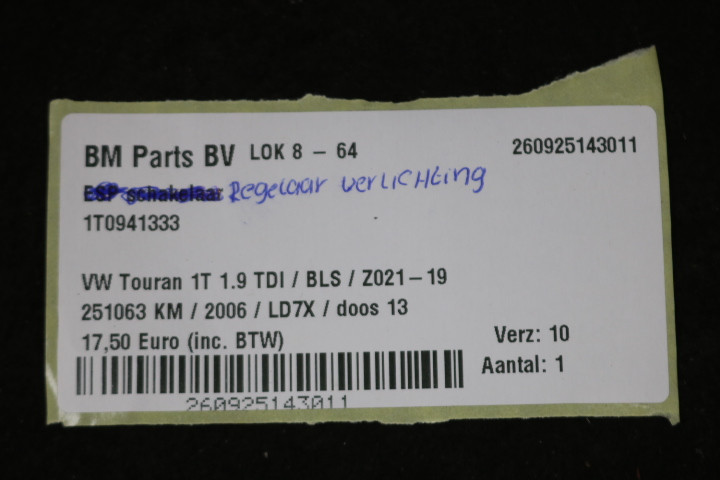 BM Parts BV LOK 8 - 64 260925143011
ESP schakelaar Regelaar verlichting
1T0941333
VW Touran 1T 1.9 TDI / BLS / Z021-19
251063 KM / 2006 / LD7X / doos 13
17,50 Euro (inc. BTW) Verz: 10
Aantal: 1
260925143011